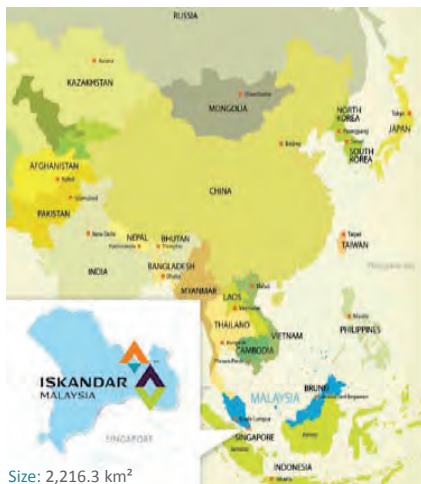 RUSSIA
Astana
KAZAKHSTAN
MONGOLIA
Ulaanbaatar
NORTH
KOREA
Pyongyang
Tokyo
JAPAN
Beijing
Seoul
SOUTH
KOREA
AFGHANISTAN
Kabul
Islamabad
CHINA
PAKISTAN
New Delhi
NEPAL
Kathmandu
BHUTAN
Thimphu
Taipei
TAIWAN
BANGLADESH
Dhaka
INDIA
MYANMAR
Hanoi
LAOS
Vientiane
Philippine Sea
Manila
THAILAND
VIETNAM
PHILIPPINES
Bangkok
CAMBODIA
Phnom Penh
ISKANDAR
MALAYSIA
SINGAPORE
MALAYSIA
BRUNEI
Bandar Seri Begawan
Kuala Lumpur
SINGAPORE
INDONESIA
Jakarta
Size: 2,216.3 km²